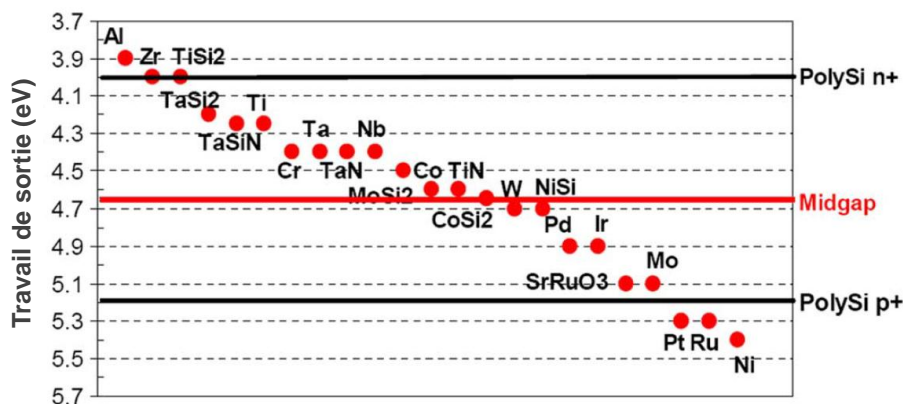 Travail de sortie (eV)
3.7
3.9
4.1
4.3
4.5
4.7
4.9
5.1
5.3
5.5
5.7
Al
Zr TiSi2
TaSi2
TaSiN
Ti
Cr
Ta
TaN
Nb
MoSi2
Co TiN
CoSi2
W NiSi
Pd Ir
SrRuO3
Mo
Pt Ru
Ni
PolySi n+
Midgap
PolySi p+